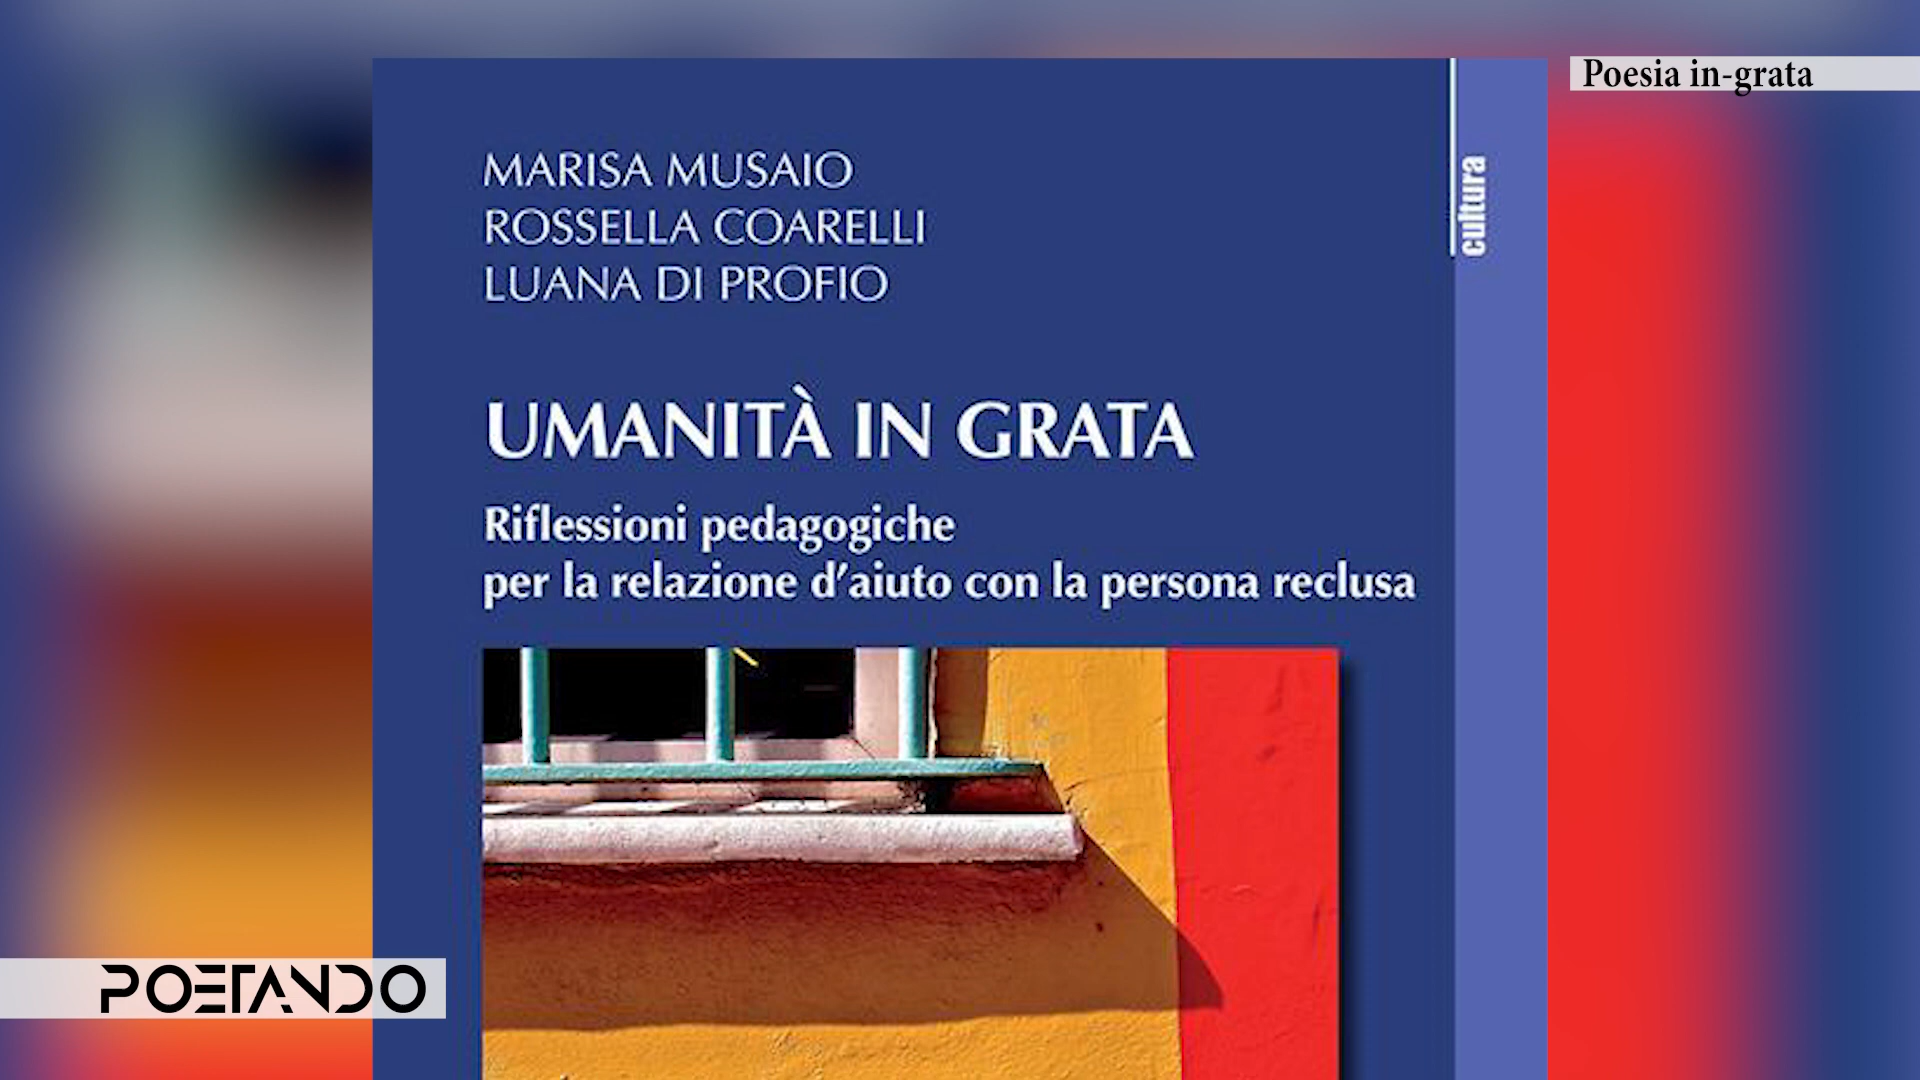 Poesia in-grata
MARISA MUSAIO
ROSSELLA COARELLI
LUANA DI PROFIO
cultura
UMANITÀ IN GRATA
Riflessioni pedagogiche
per la relazione d'aiuto con la persona reclusa
POETANDO